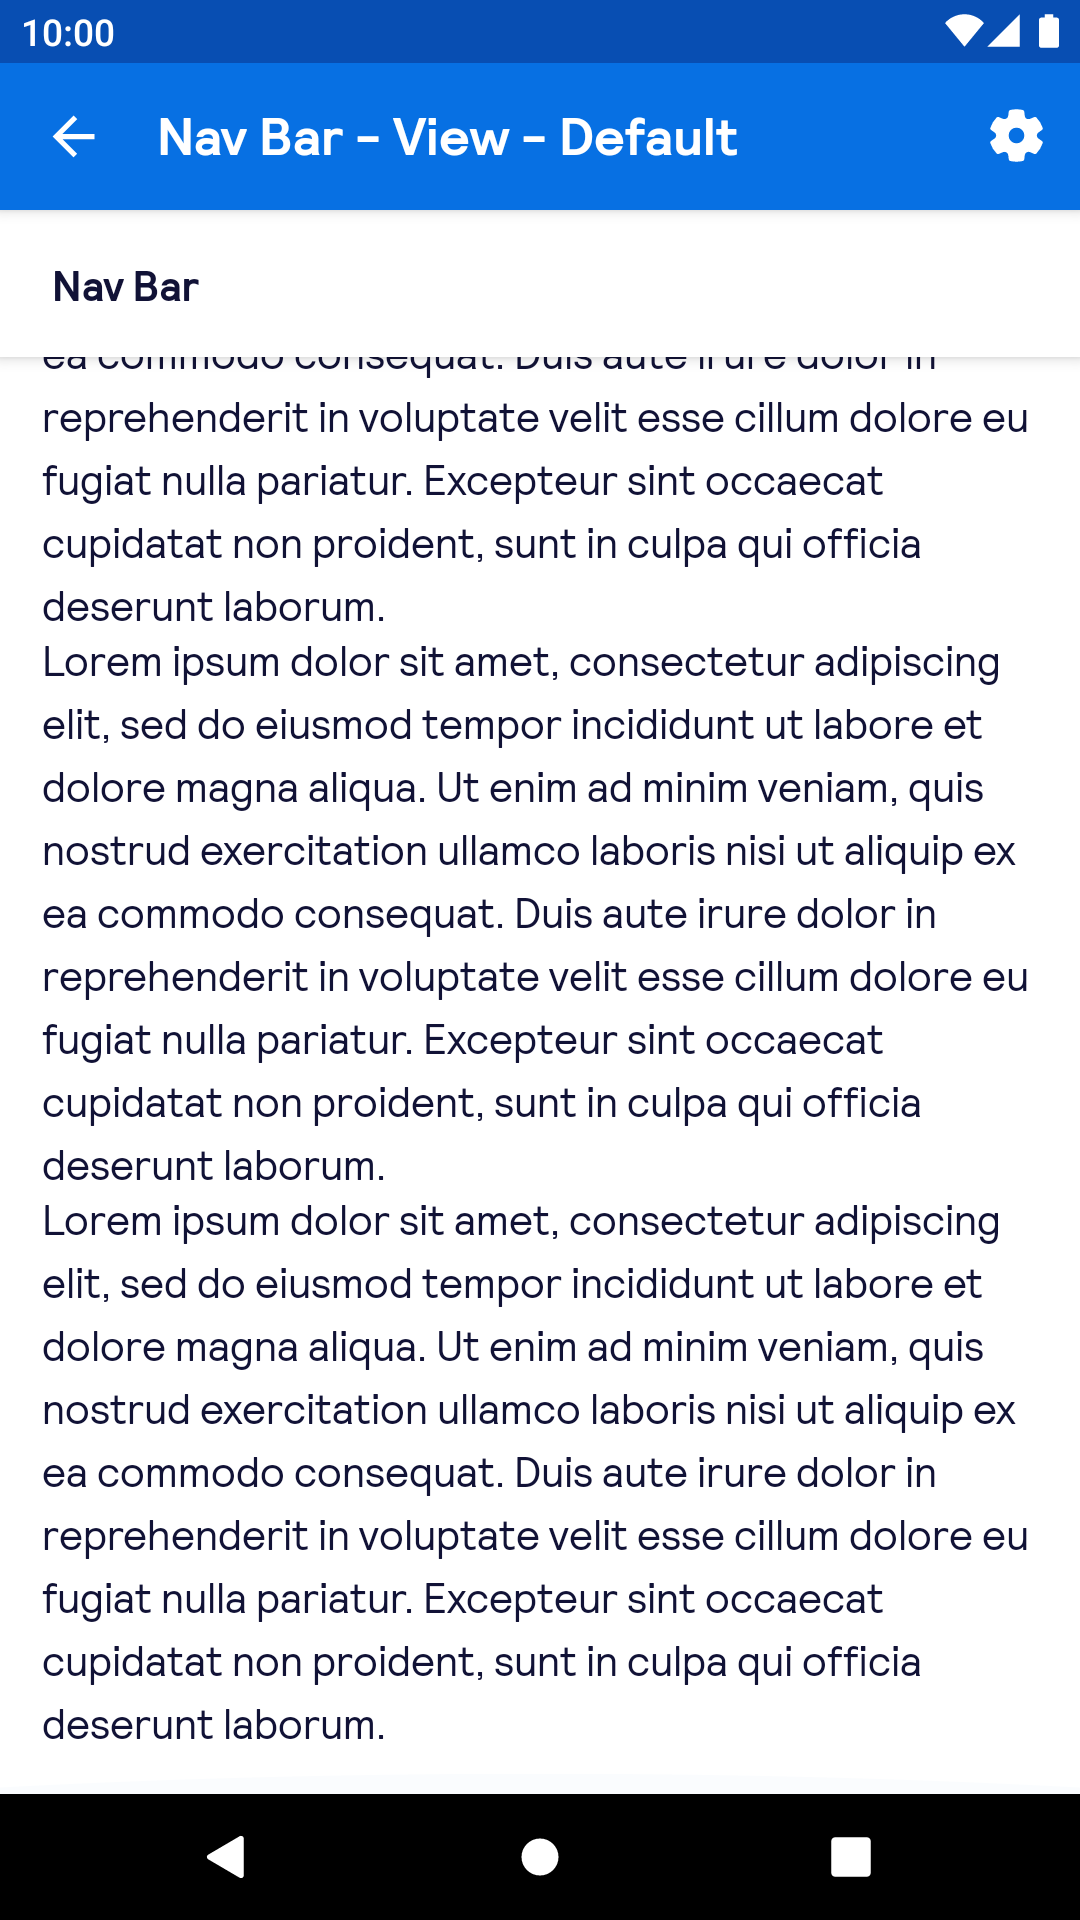 10:00
Nav Bar - View - Default
Nav Bar
ea commodo consequat. Duis aute irure dolor in
reprehenderit in voluptate velit esse cillum dolore eu
fugiat nulla pariatur. Excepteur sint occaecat
cupidatat non proident, sunt in culpa qui officia
deserunt laborum.
Lorem ipsum dolor sit amet, consectetur adipiscing
elit, sed do eiusmod tempor incididunt ut labore et
dolore magna aliqua. Ut enim ad minim veniam, quis
nostrud exercitation ullamco laboris nisi ut aliquip ex
ea commodo consequat. Duis aute irure dolor in
reprehenderit in voluptate velit esse cillum dolore eu
fugiat nulla pariatur. Excepteur sint occaecat
cupidatat non proident, sunt in culpa qui officia
deserunt laborum.
Lorem ipsum dolor sit amet, consectetur adipiscing
elit, sed do eiusmod tempor incididunt ut labore et
dolore magna aliqua. Ut enim ad minim veniam, quis
nostrud exercitation ullamco laboris nisi ut aliquip ex
ea commodo consequat. Duis aute irure dolor in
reprehenderit in voluptate velit esse cillum dolore eu
fugiat nulla pariatur. Excepteur sint occaecat
cupidatat non proident, sunt in culpa qui officia
deserunt laborum.